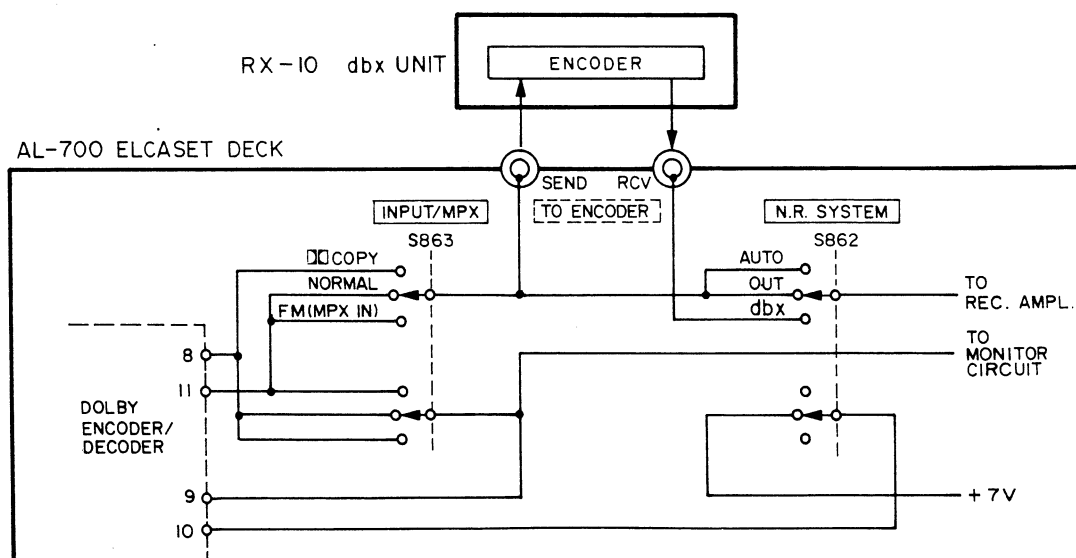 RX-10 dbx UNIT
ENCODER
AL-700 ELCASET DECK
SEND RCV
INPUT/MPX
TO ENCODER
N.R. SYSTEM
S863
S862
COPY
NORMAL
FM(MPX IN)
AUTO
OUT
dbx
TO
REC. AMPL.
TO
MONITOR
CIRCUIT
8
11
DOLBY
ENCODER/
DECODER
9
10
+7V